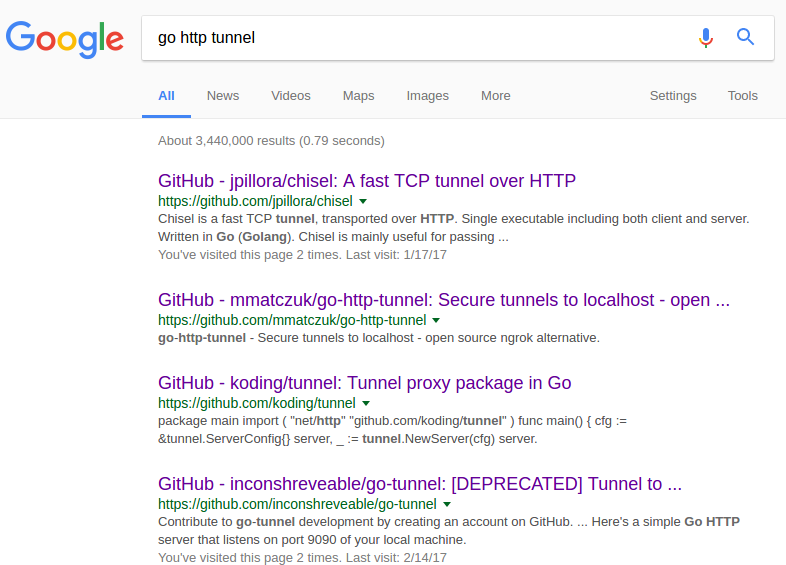 Google
go http tunnel
All News Videos Maps Images More Settings Tools
About 3,440,000 results (0.79 seconds)
GitHub - jpillora/chisel: A fast TCP tunnel over HTTP
https://github.com/jpillora/chisel
Chisel is a fast TCP tunnel, transported over HTTP. Single executable including both client and server.
Written in Go (Golang). Chisel is mainly useful for passing ...
You've visited this page 2 times. Last visit: 1/17/17
GitHub - mmatczuk/go-http-tunnel: Secure tunnels to localhost - open ...
https://github.com/mmatczuk/go-http-tunnel
go-http-tunnel - Secure tunnels to localhost - open source ngrok alternative.
GitHub - koding/tunnel: Tunnel proxy package in Go
https://github.com/koding/tunnel
package main import ( "net/http" "github.com/koding/tunnel" ) func main() { cfg :=
&tunnel.ServerConfig{} server, _ := tunnel.NewServer(cfg) server.
GitHub - inconshreveable/go-tunnel: [DEPRECATED] Tunnel to ...
https://github.com/inconshreveable/go-tunnel
Contribute to go-tunnel development by creating an account on GitHub. ... Here's a simple Go HTTP
server that listens on port 9090 of your local machine.
You've visited this page 2 times. Last visit: 2/14/17